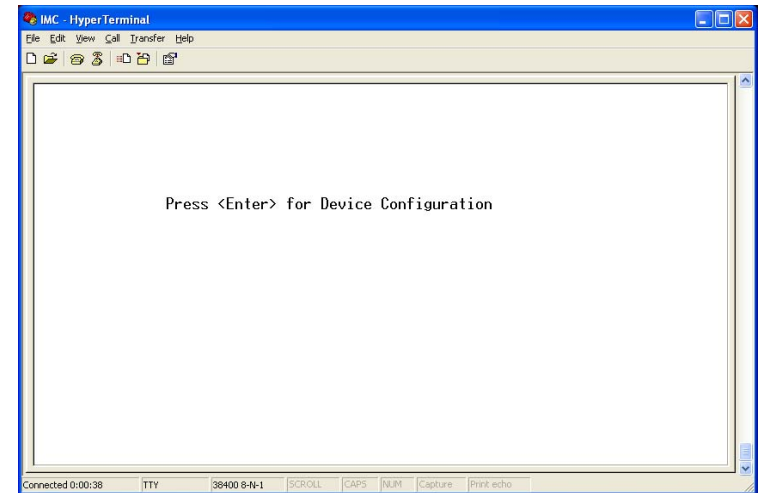 IMC - HyperTerminal
File Edit View Call Transfer Help
Press <Enter> for Device Configuration
Connected 0:00:38 TTY 38400 8-N-1 SCROLL CAPS NUM Capture Print echo